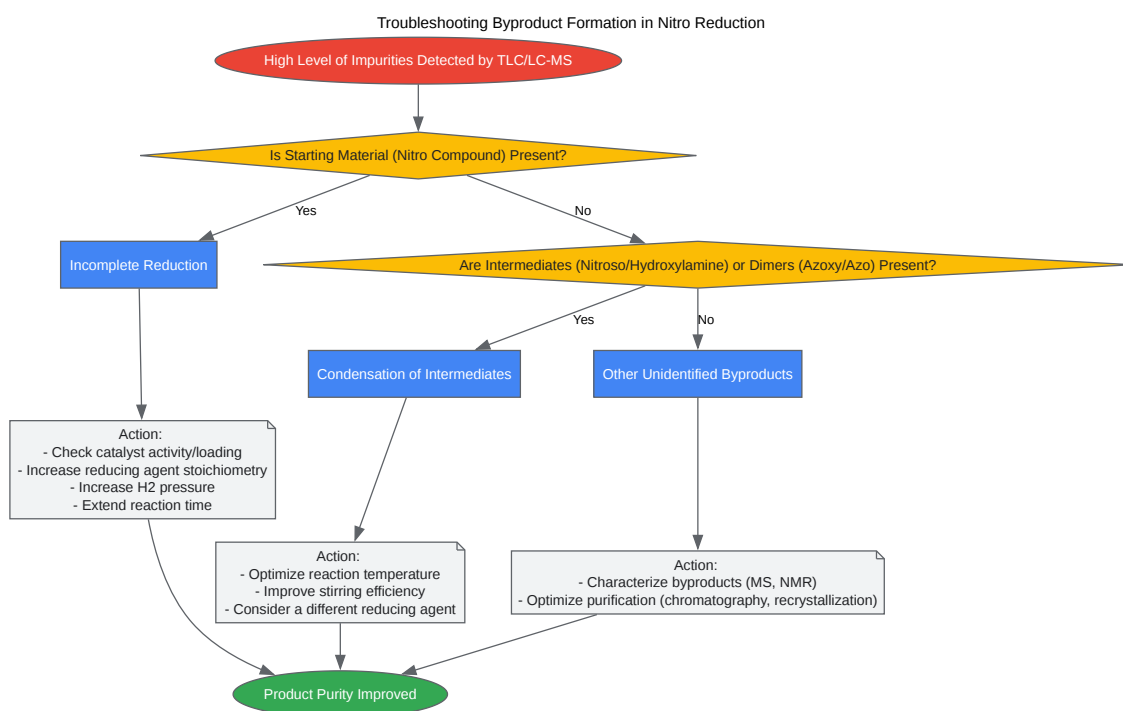 Troubleshooting Byproduct Formation in Nitro Reduction
High Level of Impurities Detected by TLC/LC-MS
Is Starting Material (Nitro Compound) Present?
Yes
No
Incomplete Reduction
Are Intermediates (Nitroso/Hydroxylamine) or Dimers (Azoxy/Azo) Present?
Yes
No
Condensation of Intermediates
Other Unidentified Byproducts
Action:
- Check catalyst activity/loading
- Increase reducing agent stoichiometry
- Increase H2 pressure
- Extend reaction time
Action:
- Optimize reaction temperature
- Improve stirring efficiency
- Consider a different reducing agent
Action:
- Characterize byproducts (MS, NMR)
- Optimize purification (chromatography, recrystallization)
Product Purity Improved